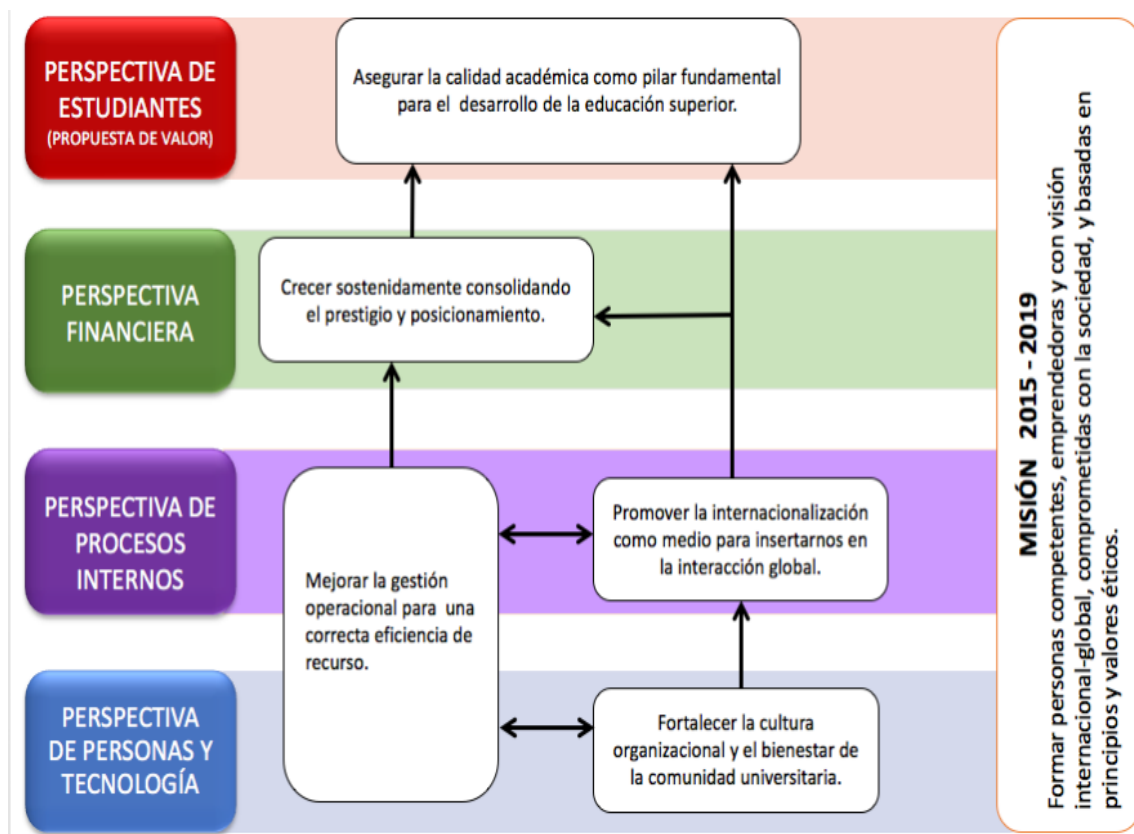 PERSPECTIVA DE
ESTUDIANTES
(PROPUESTA DE VALOR)
Asegurar la calidad académica como pilar fundamental
para el desarrollo de la educación superior.
PERSPECTIVA
FINANCIERA
Crecer sostenidamente consolidando
el prestigio y posicionamiento.
PERSPECTIVA DE
PROCESOS
INTERNOS
Mejorar la gestión
operacional para una
correcta eficiencia de
recurso.
Promover la internacionalización
como medio para insertarnos en
la interacción global.
PERSPECTIVA
DE PERSONAS Y
TECNOLOGÍA
Fortalecer la cultura
organizacional y el bienestar de
la comunidad universitaria.
MISIÓN 2015 - 2019
Formar personas competentes, emprendedoras y con visión
internacional-global, comprometidas con la sociedad, y basadas en
principios y valores éticos.